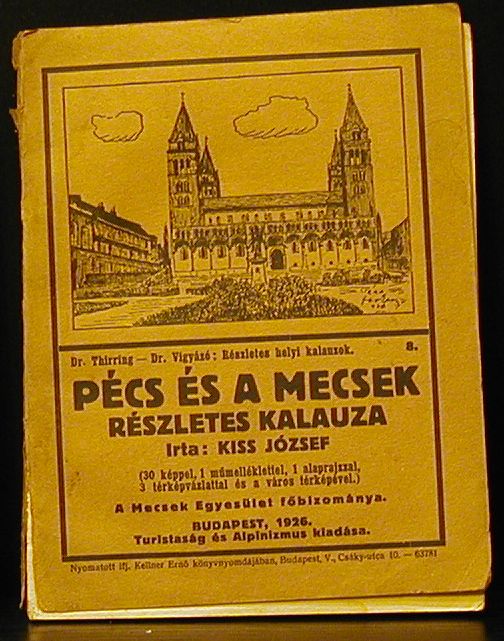 Dr. Thirring — Dr. Vigyázó: Részletes helyi kalauzok. 8.
PÉCS ÉS A MECSEK
RÉSZLETES KALAUZA
Irta: KISS JÓZSEF
(30 képpel, 1 műmelléklettel, 1 alaprajzzal,
3 térképvázlattal és a város térképével.)
A Mecsek Egyesület főbizománya.
BUDAPEST, 1926.
Turistaság és Alpinizmus kiadása.
Nyomatott ifj. Kellner Ernő könyvnyomdájában, Budapest, V., Csáky-utca 10. — 63781